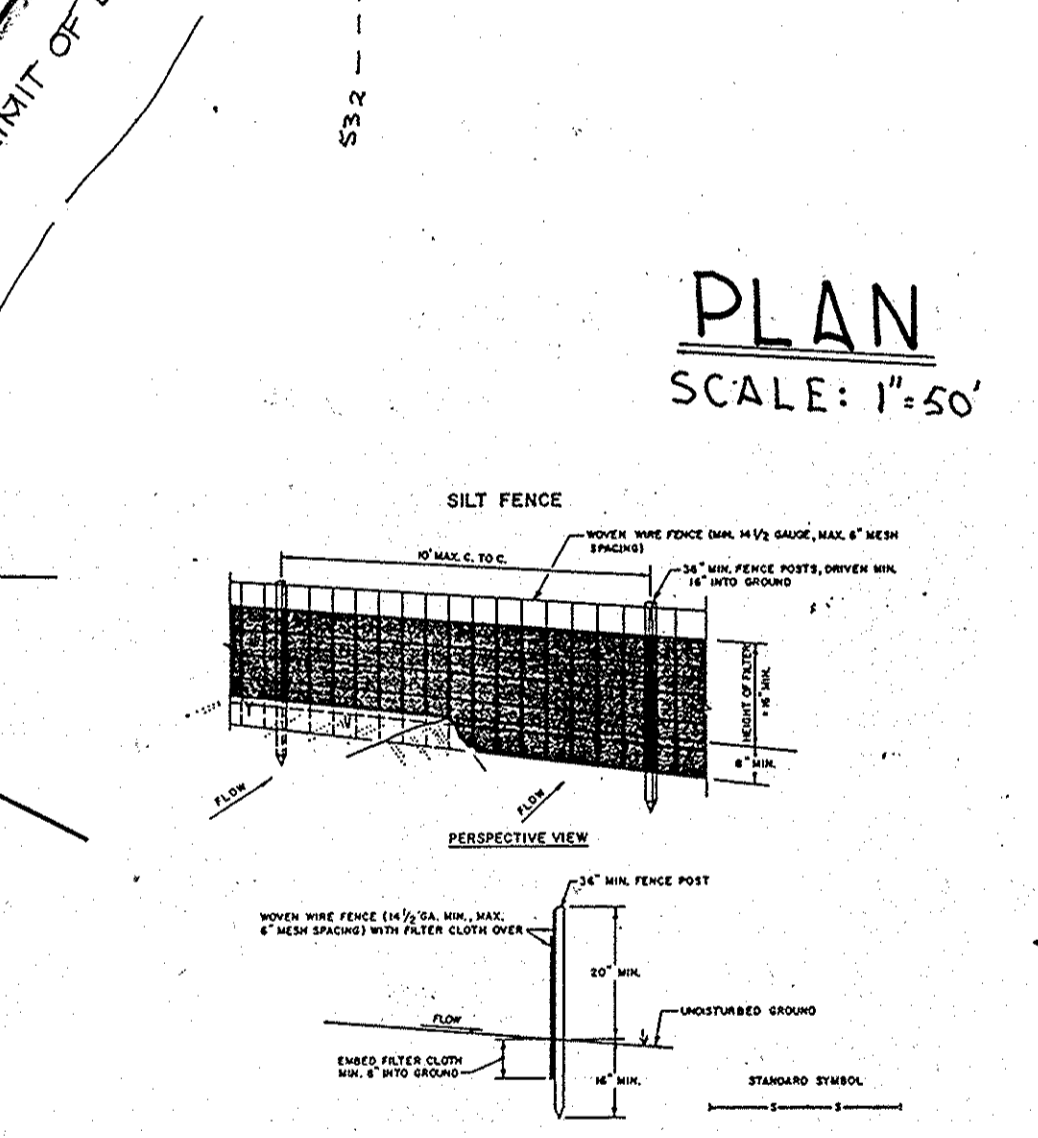 LIMIT OF
532
PLAN
SCALE: 1"=50'
SILT FENCE
WOVEN WIRE FENCE (MIN. 14 1/2 GAUGE, MAX. 6" MESH
SPACING)
10' MAX. C. TO C.
36" MIN. FENCE POSTS, DRIVEN MIN.
16" INTO GROUND
HEIGHT OF FILTER
= 16" MIN.
8" MIN.
FLOW
FLOW
PERSPECTIVE VIEW
36" MIN. FENCE POST
WOVEN WIRE FENCE (14 1/2 GA. MIN., MAX.
6" MESH SPACING) WITH FILTER CLOTH OVER
20" MIN.
UNDISTURBED GROUND
FLOW
EMBED FILTER CLOTH
MIN. 8" INTO GROUND
16" MIN.
STANDARD SYMBOL
S S